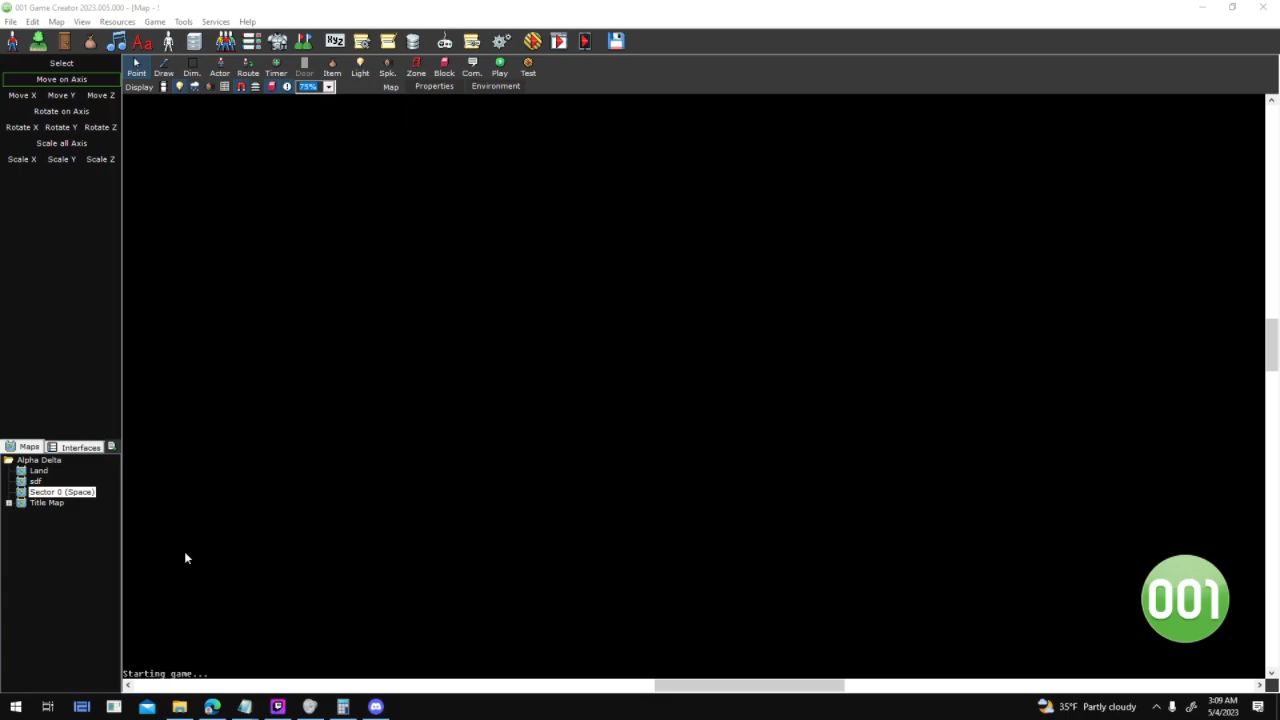 001 Game Creator 2023.005.000 - [Map - !
File Edit Map View Resources Game Tools Services Help
Aa Xyz
Select
Move on Axis
Move X Move Y Move Z
Rotate on Axis
Rotate X Rotate Y Rotate Z
Scale all Axis
Scale X Scale Y Scale Z
Point Draw Dim. Actor Route Timer Door Item Light Spk. Zone Block Com. Play Test
Display 75% Map Properties Environment
Maps Interfaces
Alpha Delta
Land
sdf
Sector 0 (Space)
Title Map
001
Starting game...
35°F Partly cloudy
3:09 AM
5/4/2023